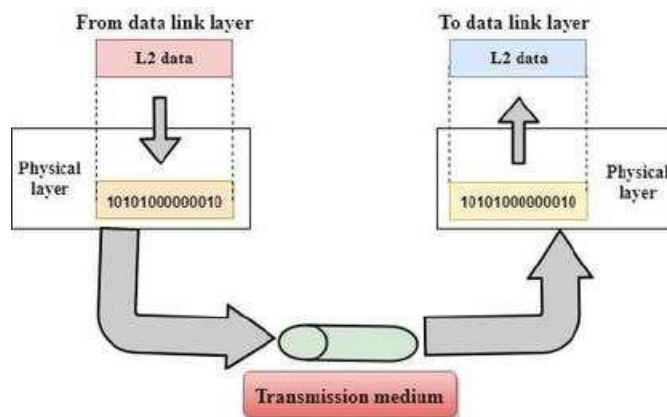 From data link layer
To data link layer
L2 data
L2 data
Physical
layer
Physical
layer
10101000000010
10101000000010
Transmission medium